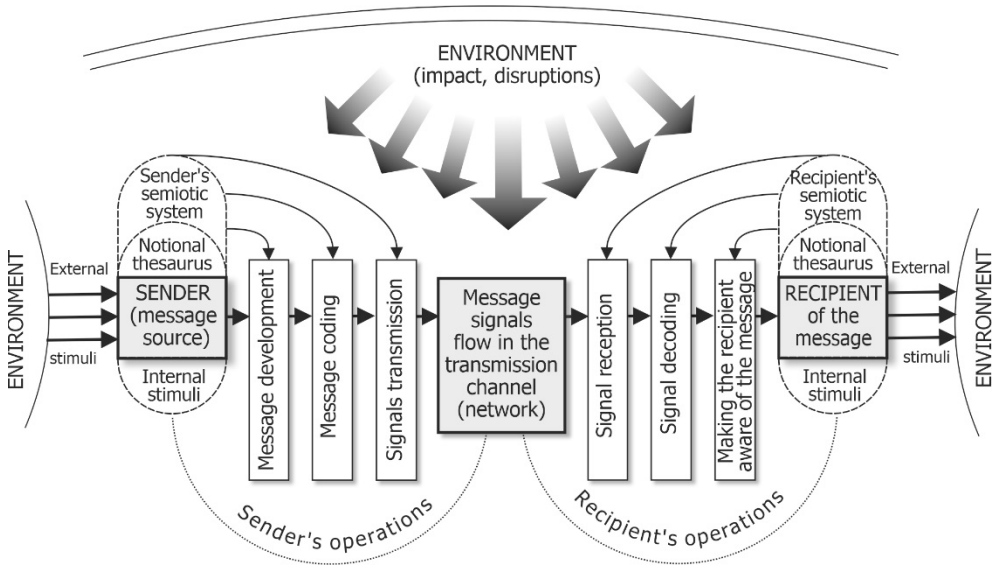 ENVIRONMENT
(impact, disruptions)
Sender's
semiotic
system
Notional
thesaurus
ENVIRONMENT
External
stimuli
SENDER
(message
source)
Internal
stimuli
Message development
Message coding
Signals transmission
Message
signals
flow in the
transmission
channel
(network)
Signal reception
Signal decoding
Making the recipient
aware of the message
Recipient's
semiotic
system
Notional
thesaurus
RECIPIENT
of the
message
Internal
stimuli
External
stimuli
ENVIRONMENT
Sender's operations
Recipient's operations